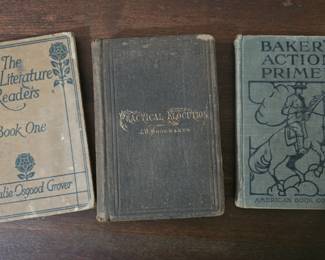 The
Literature
Readers
Book One
Osgood Grover
PRACTICAL ELOCUTION
J.W. SHOEMAKER
BAKER
ACTION
PRIMER
AMERICAN BOOK CO